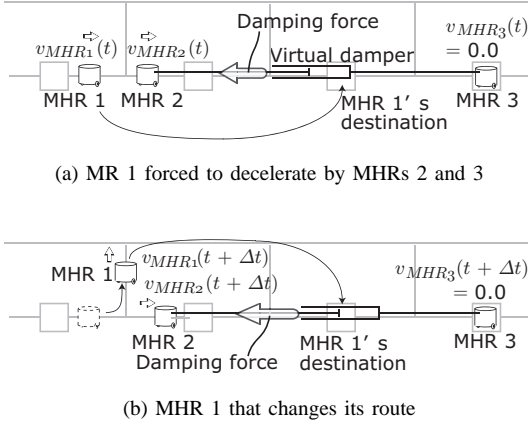 Damping force
v_MHR1(t) v_MHR2(t) Virtual damper v_MHR3(t)
= 0.0
MHR 1 MHR 2 MHR 1' s MHR 3
destination
(a) MR 1 forced to decelerate by MHRs 2 and 3
MHR 1 v_MHR1(t + Δt) v_MHR3(t + Δt)
v_MHR2(t + Δt) = 0.0
MHR 2 MHR 1' s MHR 3
Damping force destination
(b) MHR 1 that changes its route